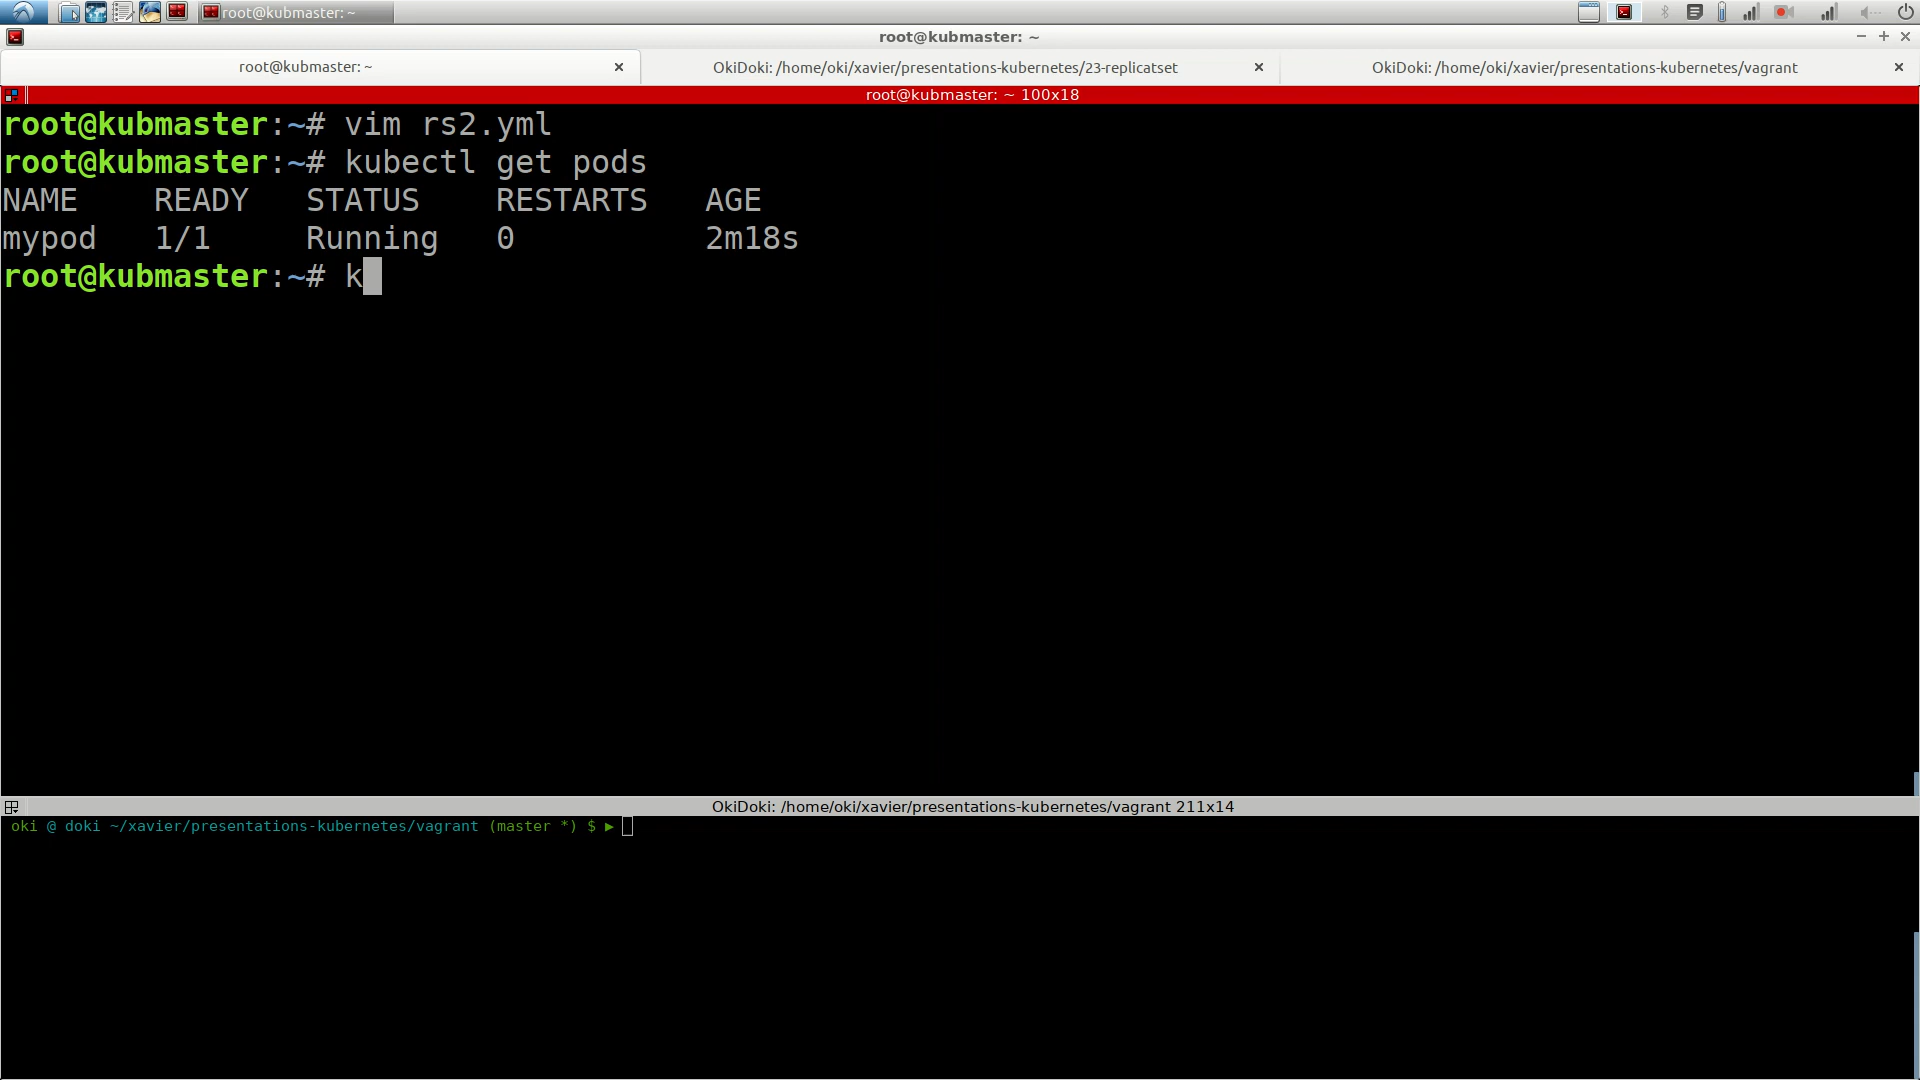 root@kubmaster: ~
root@kubmaster: ~
root@kubmaster: ~
OkiDoki: /home/oki/xavier/presentations-kubernetes/23-replicatset
OkiDoki: /home/oki/xavier/presentations-kubernetes/vagrant
root@kubmaster: ~ 100x18
root@kubmaster:~# vim rs2.yml
root@kubmaster:~# kubectl get pods
NAME READY STATUS RESTARTS AGE
mypod 1/1 Running 0 2m18s
root@kubmaster:~# k
OkiDoki: /home/oki/xavier/presentations-kubernetes/vagrant 211x14
oki @ doki ~/xavier/presentations-kubernetes/vagrant (master *) $ ▶